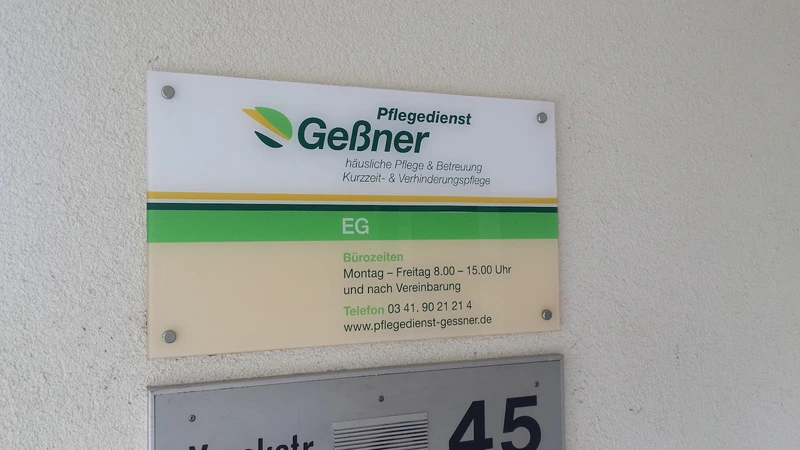 Pflegedienst
Geßner
häusliche Pflege & Betreuung
Kurzzeit- & Verhinderungspflege
EG
Bürozeiten
Montag – Freitag 8.00 – 15.00 Uhr
und nach Vereinbarung
Telefon 03 41. 90 21 21 4
www.pflegedienst-gessner.de
45